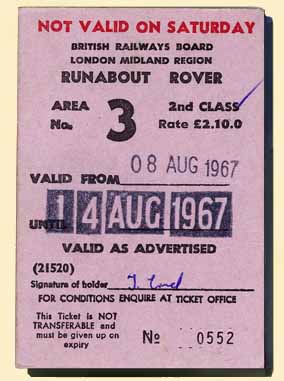 NOT VALID ON SATURDAY
BRITISH RAILWAYS BOARD
LONDON MIDLAND REGION
RUNABOUT ROVER
AREA No. 3
2nd CLASS
Rate £2.10.0
08 AUG 1967
VALID FROM
UNTIL 14 AUG 1967
VALID AS ADVERTISED
(21520)
Signature of holder
FOR CONDITIONS ENQUIRE AT TICKET OFFICE
This Ticket is NOT
TRANSFERABLE and
must be given up on
expiry
No 0552